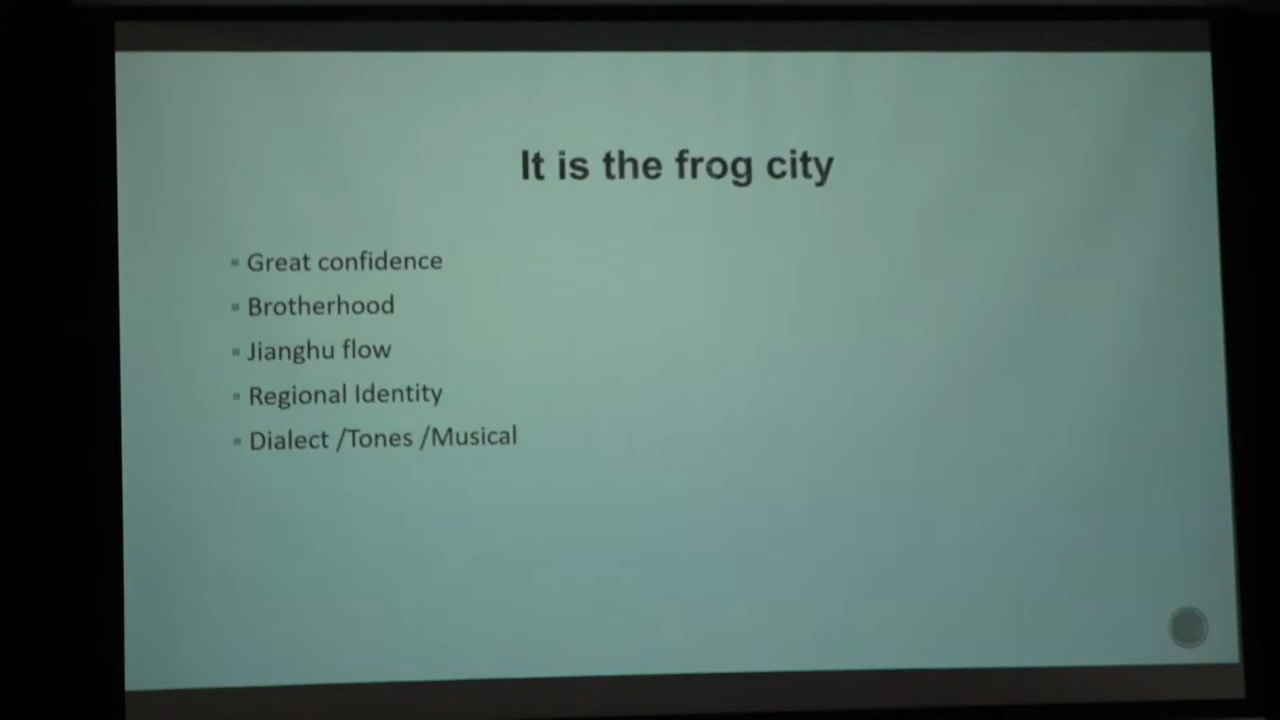 It is the frog city
Great confidence
Brotherhood
Jianghu flow
Regional Identity
Dialect /Tones /Musical